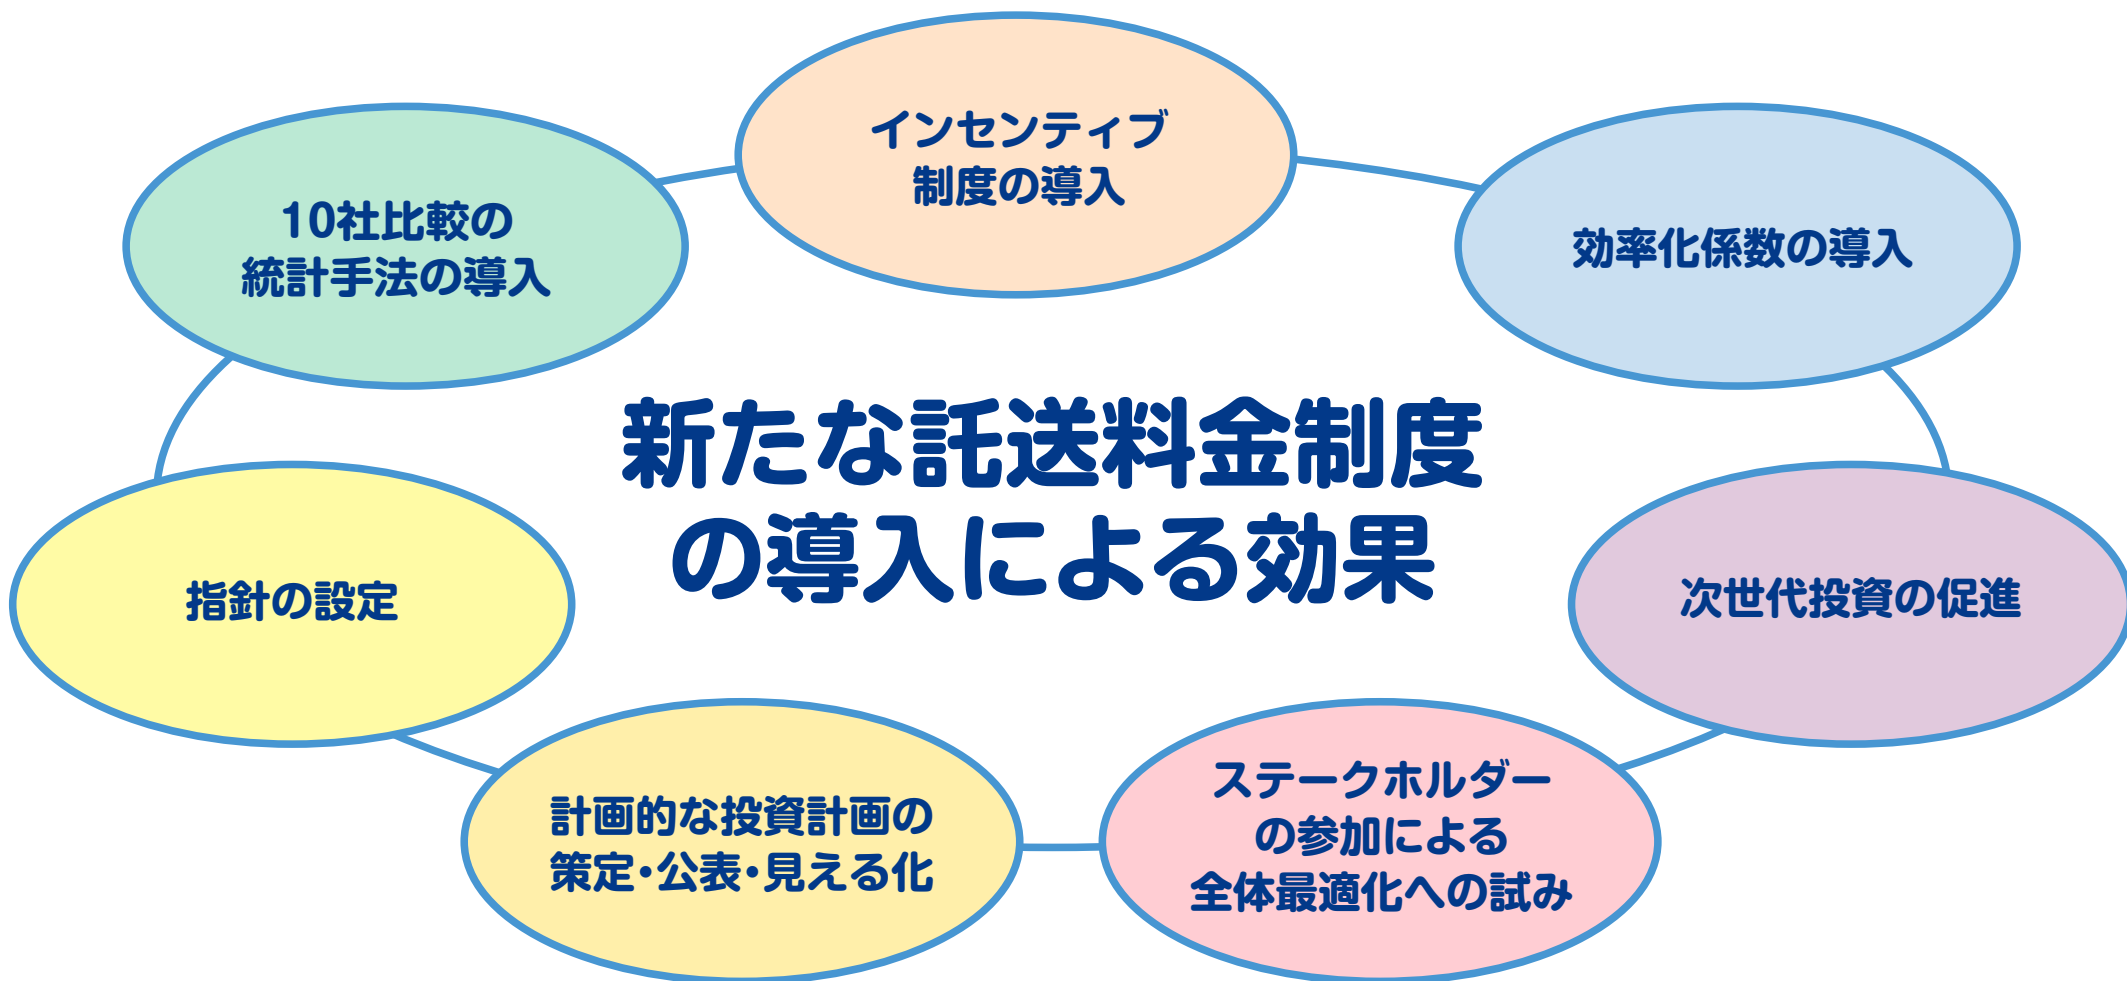 インセンティブ
制度の導入
10社比較の
統計手法の導入
効率化係数の導入
新たな託送料金制度
の導入による効果
指針の設定
次世代投資の促進
計画的な投資計画の
策定・公表・見える化
ステークホルダー
の参加による
全体最適化への試み